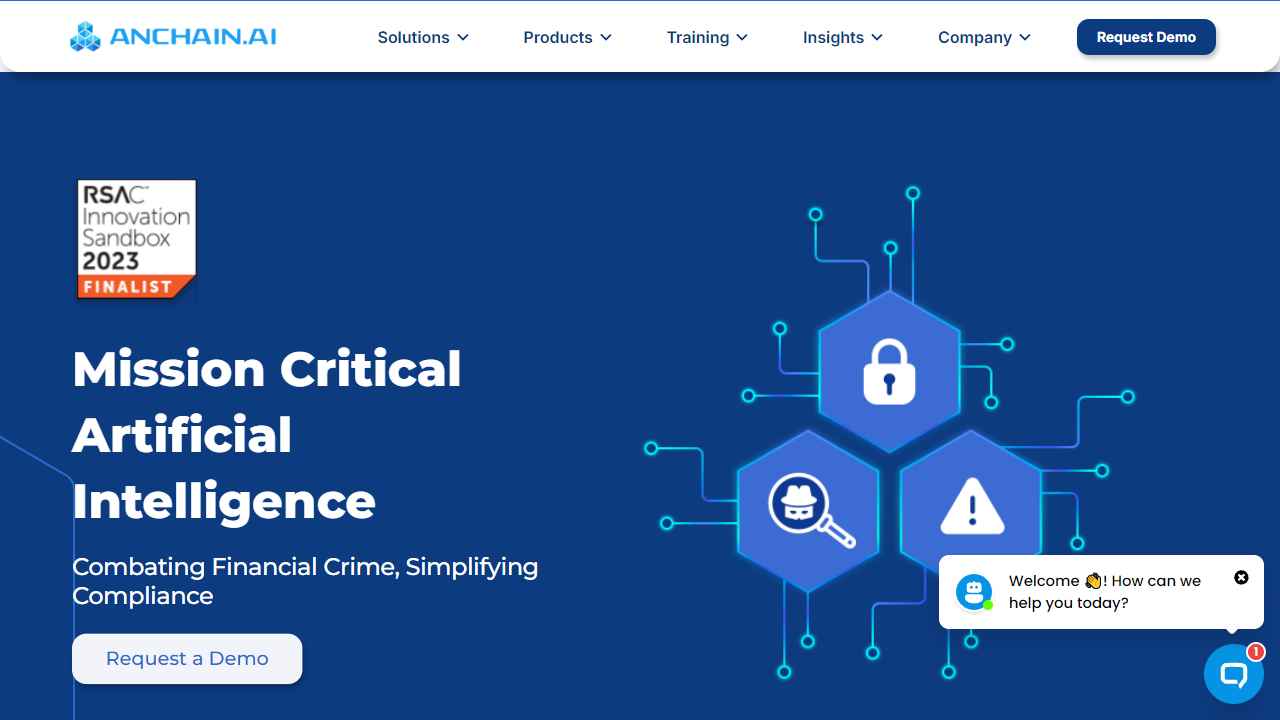 ANCHAIN.AI
Solutions
Products
Training
Insights
Company
Request Demo
RSAC
Innovation
Sandbox
2023
FINALIST
Mission Critical
Artificial
Intelligence
Combating Financial Crime, Simplifying
Compliance
Request a Demo
Welcome 👏! How can we
help you today?
1